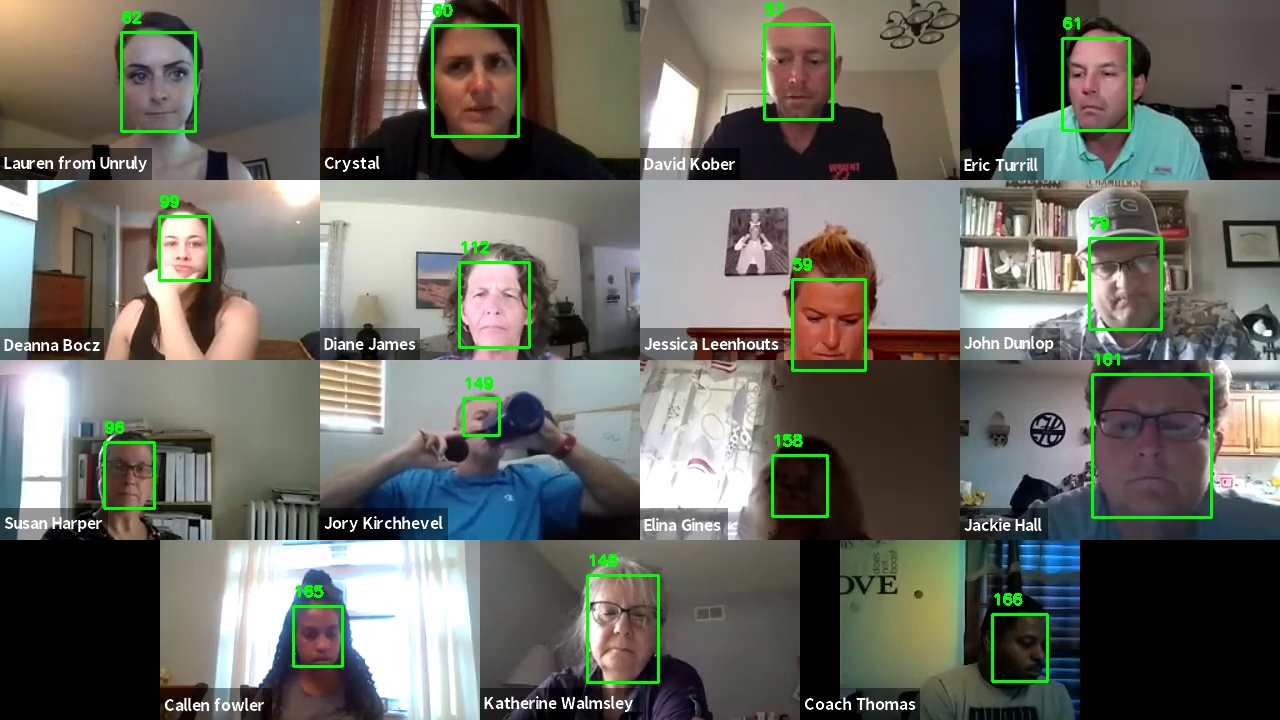 62
60
57
61
Lauren from Unruly
Crystal
David Kober
Eric Turrill
99
112
59
79
FG
Deanna Bocz
Diane James
Jessica Leenhouts
John Dunlop
96
149
158
161
Susan Harper
Jory Kirchhevel
Elina Gines
Jackie Hall
165
148
166
OVE
Callen fowler
Katherine Walmsley
Coach Thomas